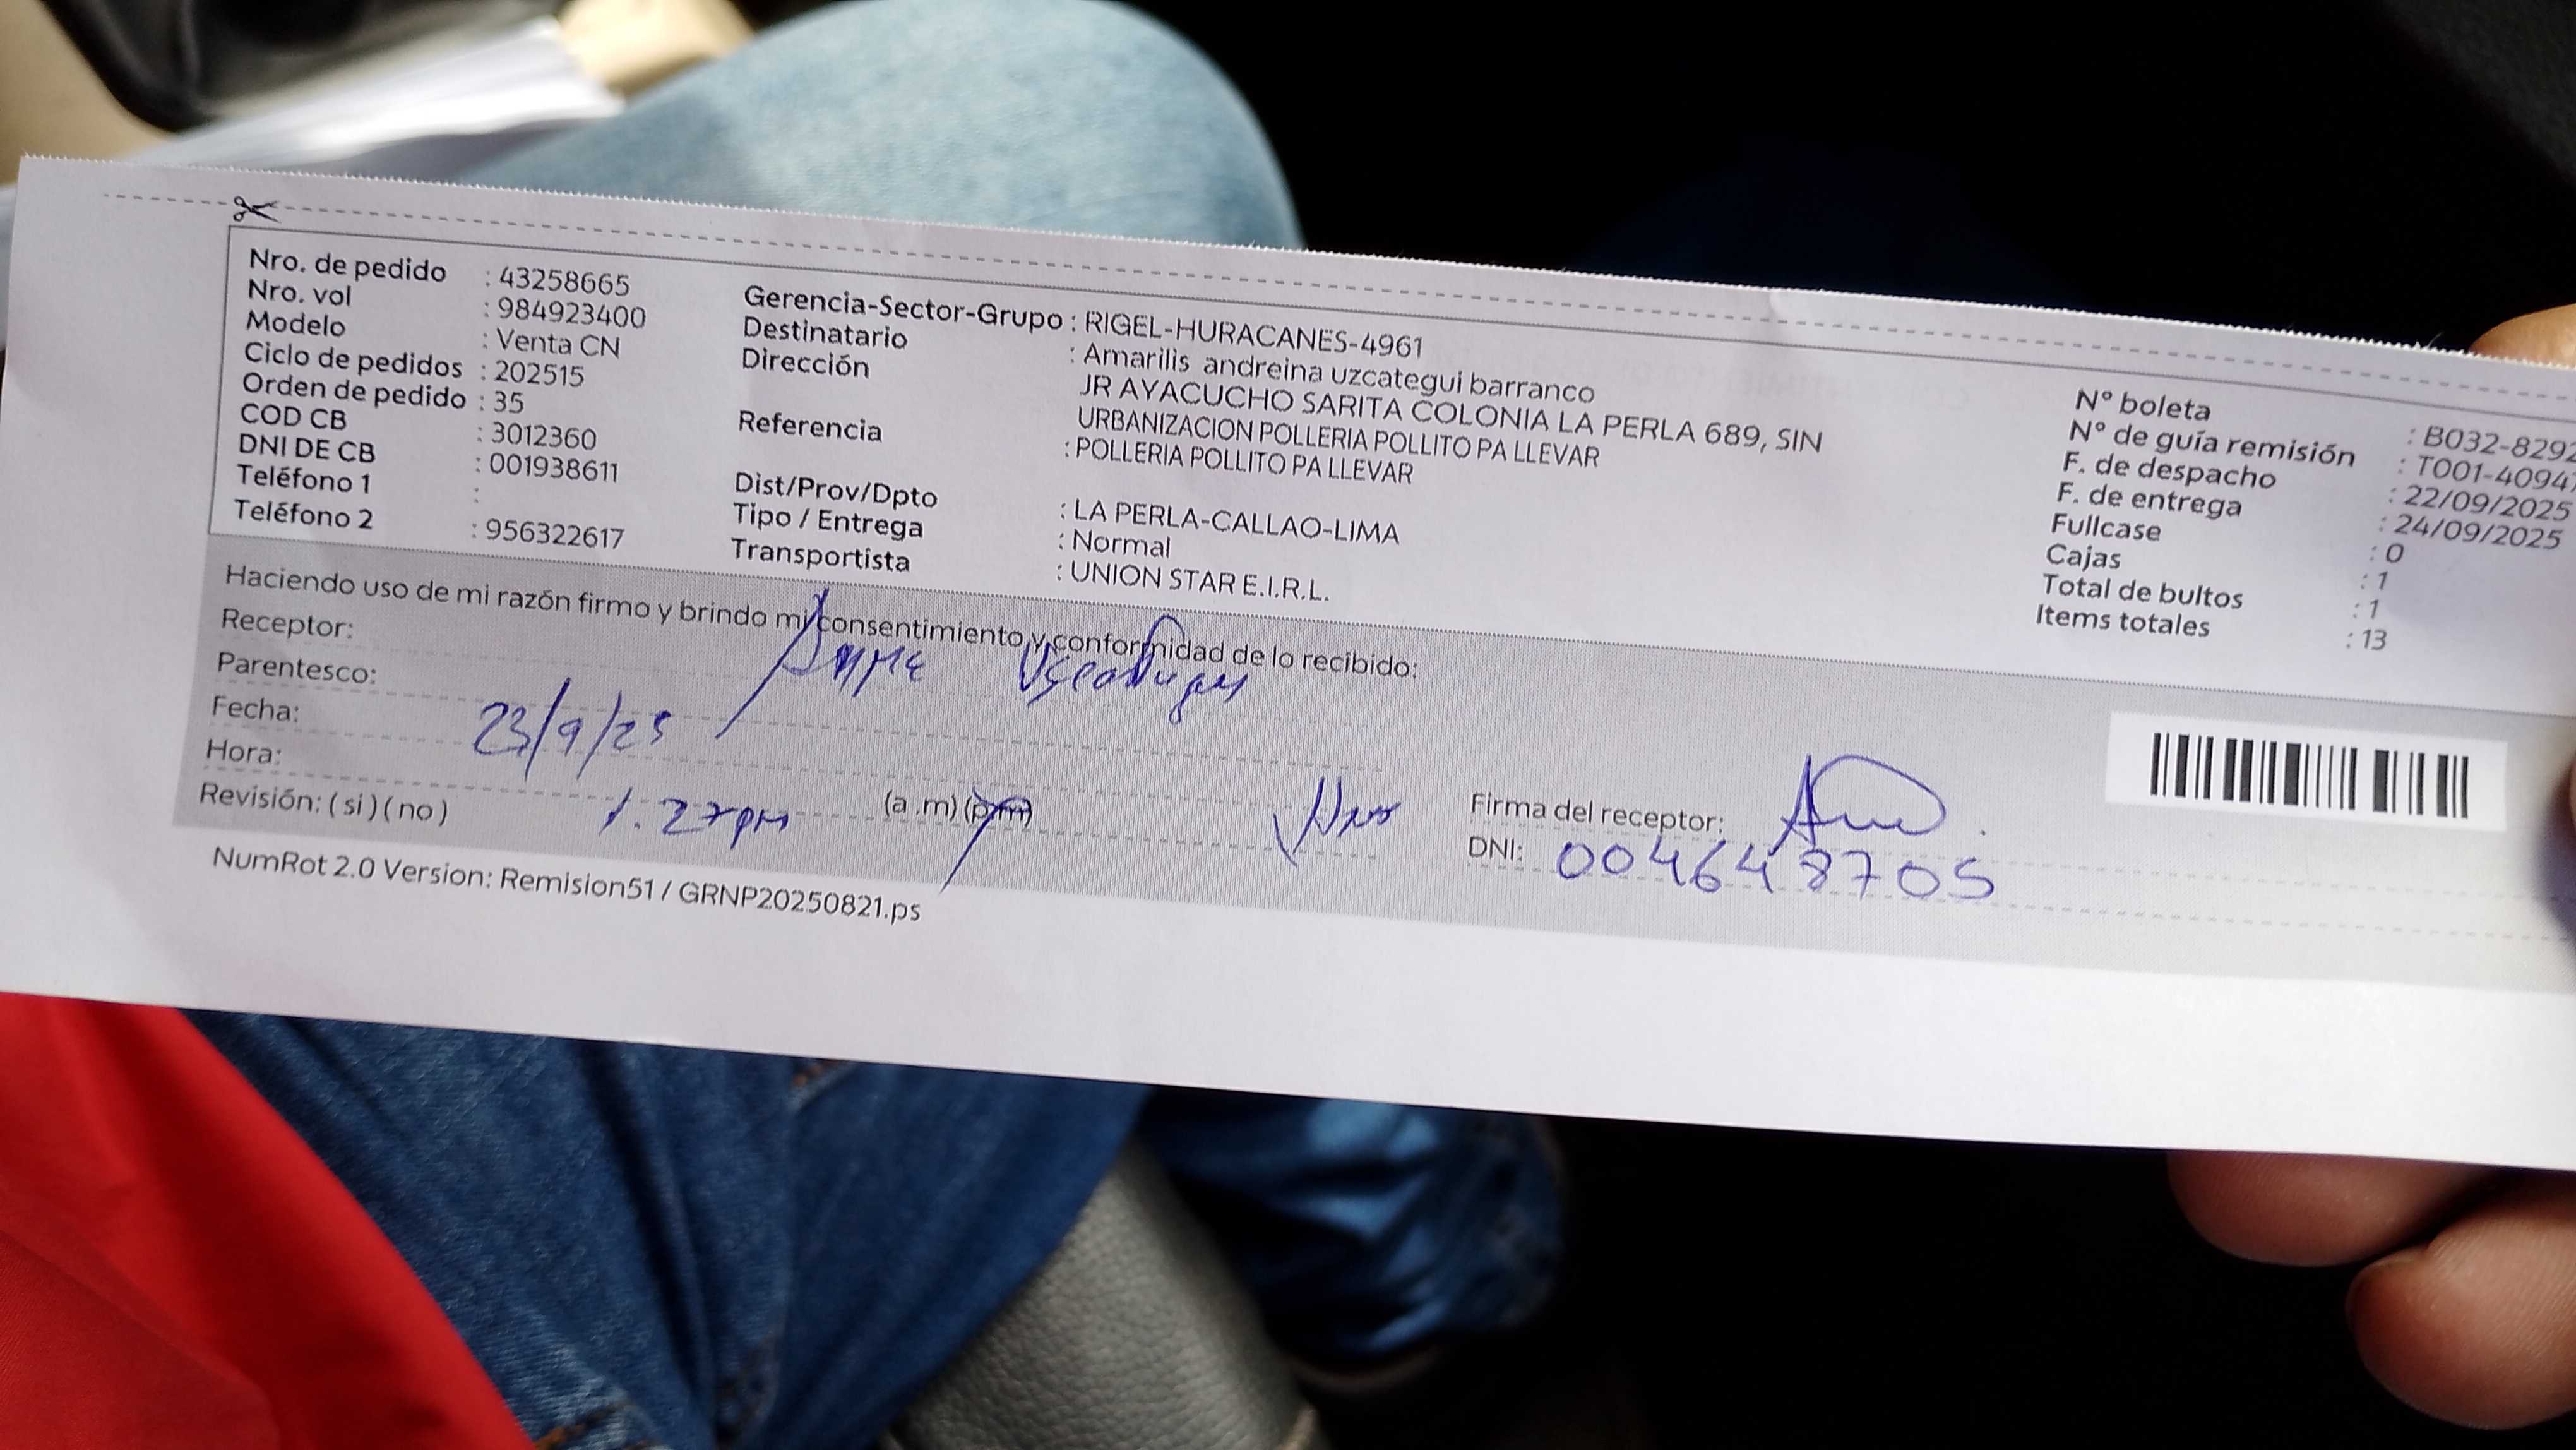 Nro. de pedido : 43258665
Nro. vol : 984923400
Modelo : Venta CN
Ciclo de pedidos : 202515
Orden de pedido : 35
COD CB : 3012360
DNI DE CB : 001938611
Teléfono 1 :
Teléfono 2 : 956322617
Gerencia-Sector-Grupo : RIGEL-HURACANES-4961
Destinatario : Amarilis andreina uzcategui barranco
Dirección JR AYACUCHO SARITA COLONIA LA PERLA 689, SIN
URBANIZACION POLLERIA POLLITO PA LLEVAR
Referencia : POLLERIA POLLITO PA LLEVAR
Dist/Prov/Dpto : LA PERLA-CALLAO-LIMA
Tipo / Entrega : Normal
Transportista : UNION STAR E.I.R.L.
N° boleta : B032-8292
N° de guía remisión : T001-4094
F. de despacho : 22/09/2025
F. de entrega : 24/09/2025
Fullcase : 0
Cajas : 1
Total de bultos : 1
Items totales : 13
Haciendo uso de mi razón firmo y brindo mi consentimiento y conformidad de lo recibido:
Receptor:
Parentesco:
Fecha: 23/9/25
Hora: 1.27pm (a .m) (p.m)
Revisión: ( si ) ( no )
Firma del receptor:
DNI: 004648705
NumRot 2.0 Version: Remision51 / GRNP20250821.ps